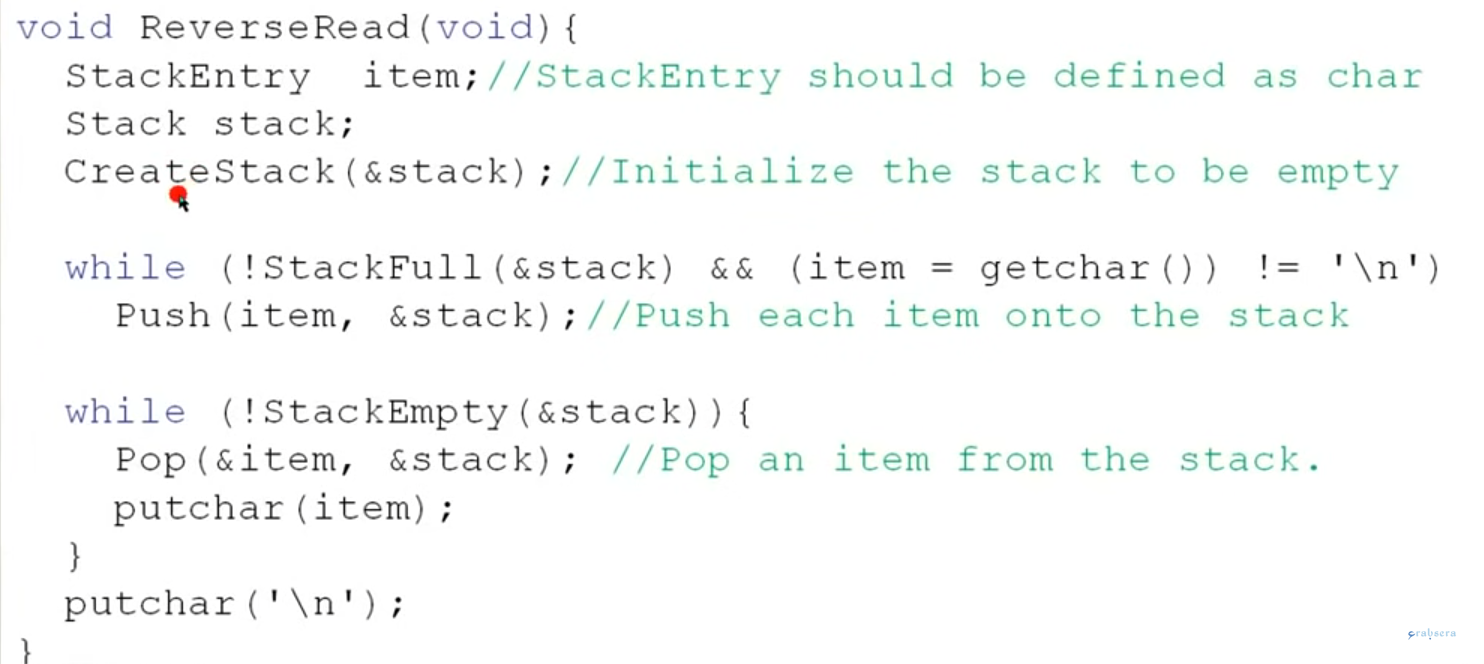 void ReverseRead(void){
StackEntry item;//StackEntry should be defined as char
Stack stack;
CreateStack(&stack);//Initialize the stack to be empty
while (!StackFull(&stack) && (item = getchar()) != '\n')
Push(item, &stack);//Push each item onto the stack
while (!StackEmpty(&stack)){
Pop(&item, &stack); //Pop an item from the stack.
putchar(item);
}
putchar('\n');
}